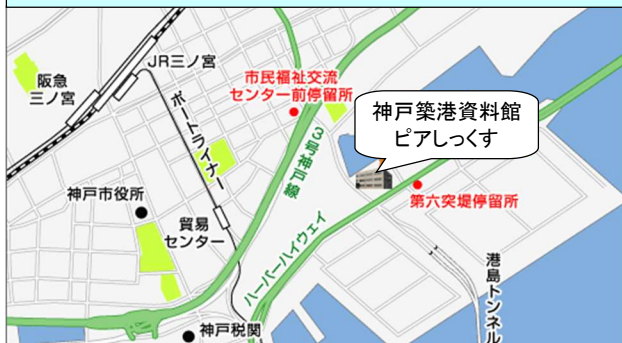 JR三ノ宮
阪急
三ノ宮
市民福祉交流
センター前停留所
ポートライナー
神戸築港資料館
ピアしっくす
3号神戸線
第六突堤停留所
神戸市役所
貿易
センター
ハーバーハイウェイ
港島トンネル
神戸税関